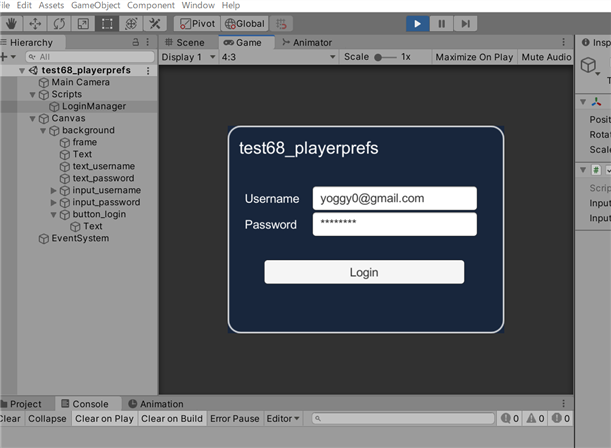 File Edit Assets GameObject Component Window Help
Pivot Global
Hierarchy Scene Game Animator Insp
All Display 1 4:3 Scale 1x Maximize On Play Mute Audio
test68_playerprefs
Main Camera
Scripts
LoginManager
Canvas
background
frame
Text
text_username
text_password
input_username
input_password
button_login
Text
EventSystem
test68_playerprefs
Username yoggy0@gmail.com
Password ********
Login
T
Posit
Rotat
Scale
Scrip
Input
Input
Project Console Animation
Clear Collapse Clear on Play Clear on Build Error Pause Editor 0 0 0